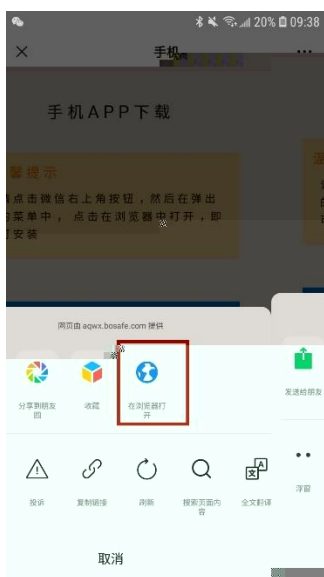 20% 09:38
手机
手机APP下载
馨提示
请点击微信右上角按钮，然后在弹出
的菜单中， 点击在浏览器中打开，即
可安装
网页由 aqwx.bosafe.com 提供
分享到朋友
圈
收藏
在浏览器打
开
发送给朋友
投诉
复制链接
刷新
搜索页面内
容
全文翻译
浮窗
取消